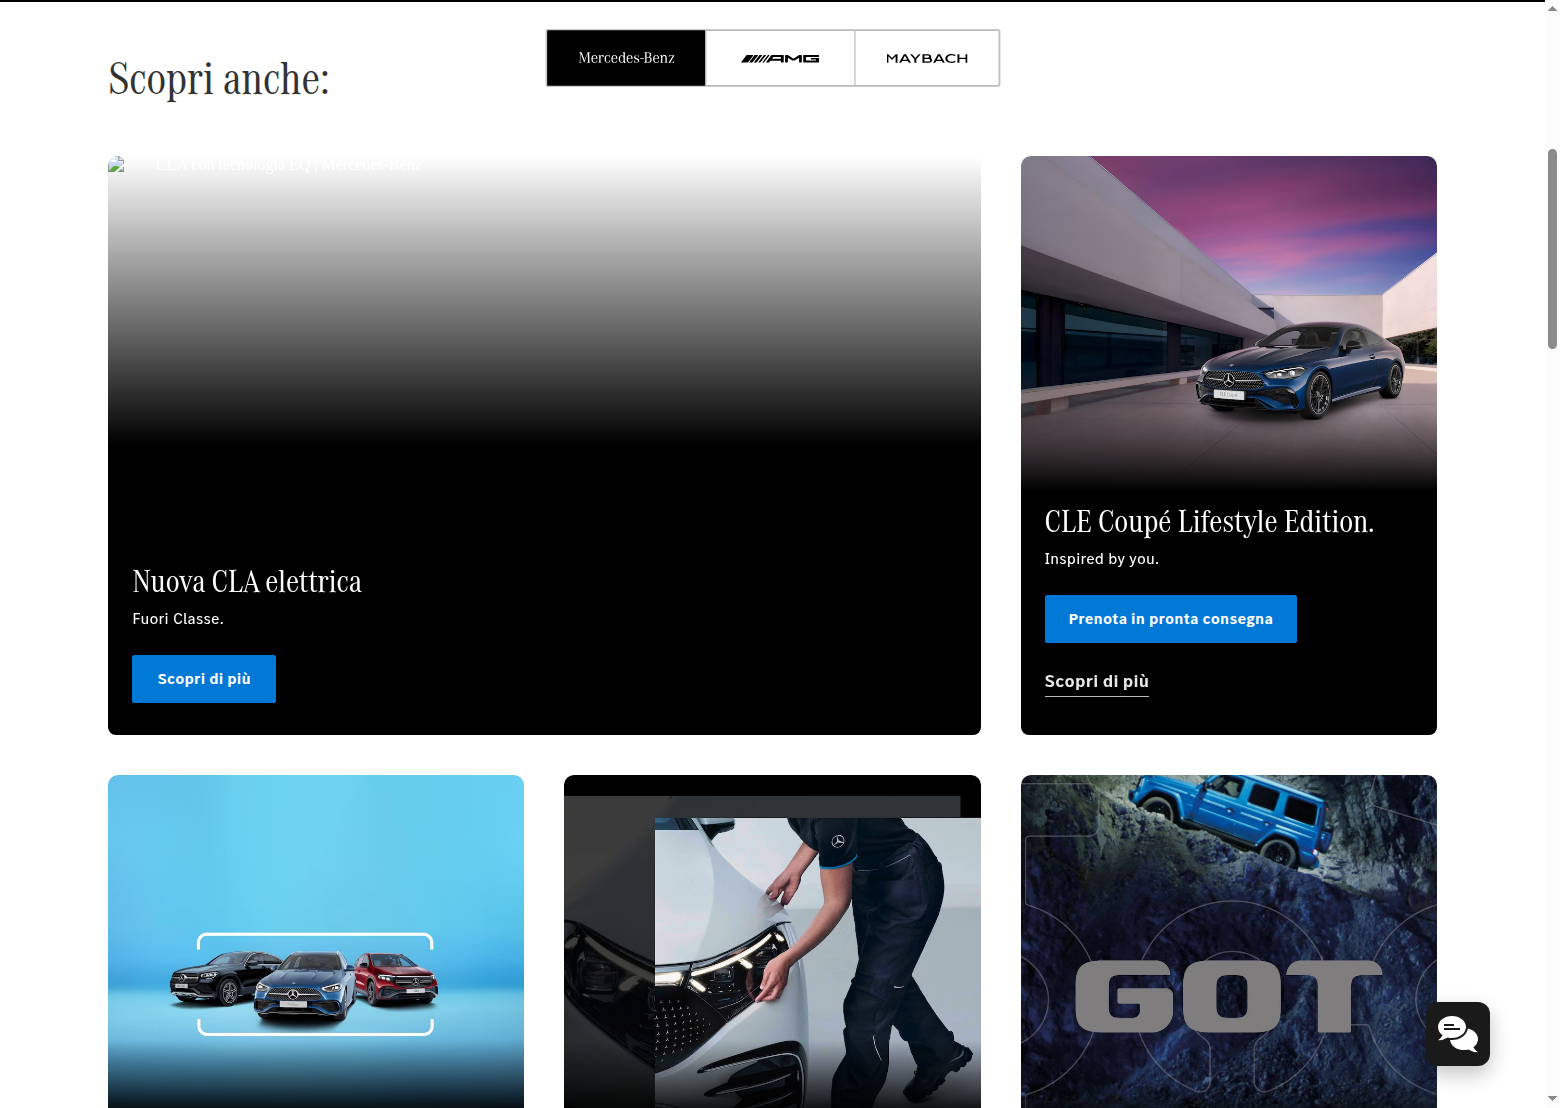 Mercedes-Benz
AMG
MAYBACH
Scopri anche:
CLA con tecnologia EQ | Mercedes-Benz
Nuova CLA elettrica
Fuori Classe.
Scopri di più
CLE Coupé Lifestyle Edition.
Inspired by you.
Prenota in pronta consegna
Scopri di più
GOT